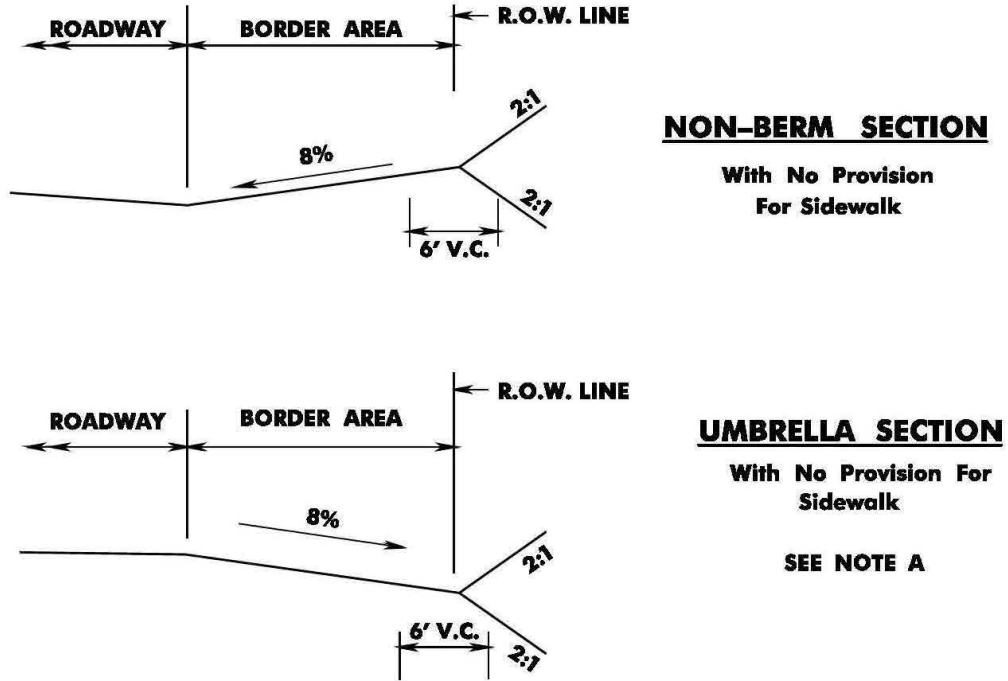 ROADWAY
BORDER AREA
R.O.W. LINE
2:1
8%
2:1
6' V.C.
NON-BERM SECTION
With No Provision
For Sidewalk
ROADWAY
BORDER AREA
R.O.W. LINE
8%
2:1
6' V.C.
2:1
UMBRELLA SECTION
With No Provision For
Sidewalk
SEE NOTE A